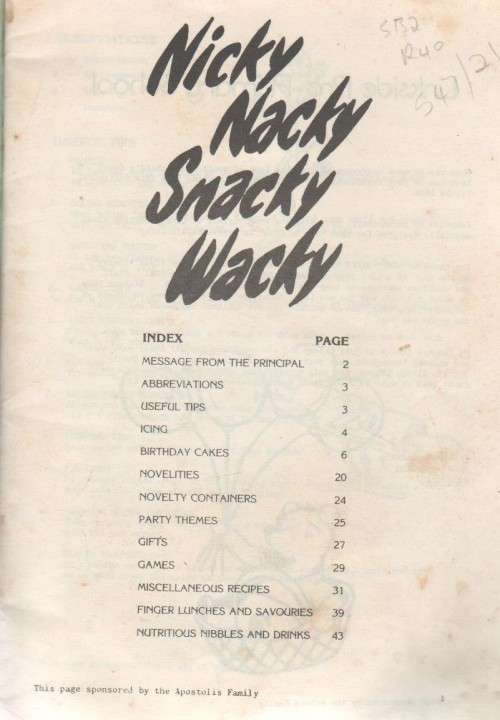 SB2
R40
Nicky
Nacky
Snacky
Wacky
INDEX PAGE
MESSAGE FROM THE PRINCIPAL 2
ABBREVIATIONS 3
USEFUL TIPS 3
ICING 4
BIRTHDAY CAKES 6
NOVELITIES 20
NOVELTY CONTAINERS 24
PARTY THEMES 25
GIFTS 27
GAMES 29
MISCELLANEOUS RECIPES 31
FINGER LUNCHES AND SAVOURIES 39
NUTRITIOUS NIBBLES AND DRINKS 43
This page sponsored by the Apostolis Family
1